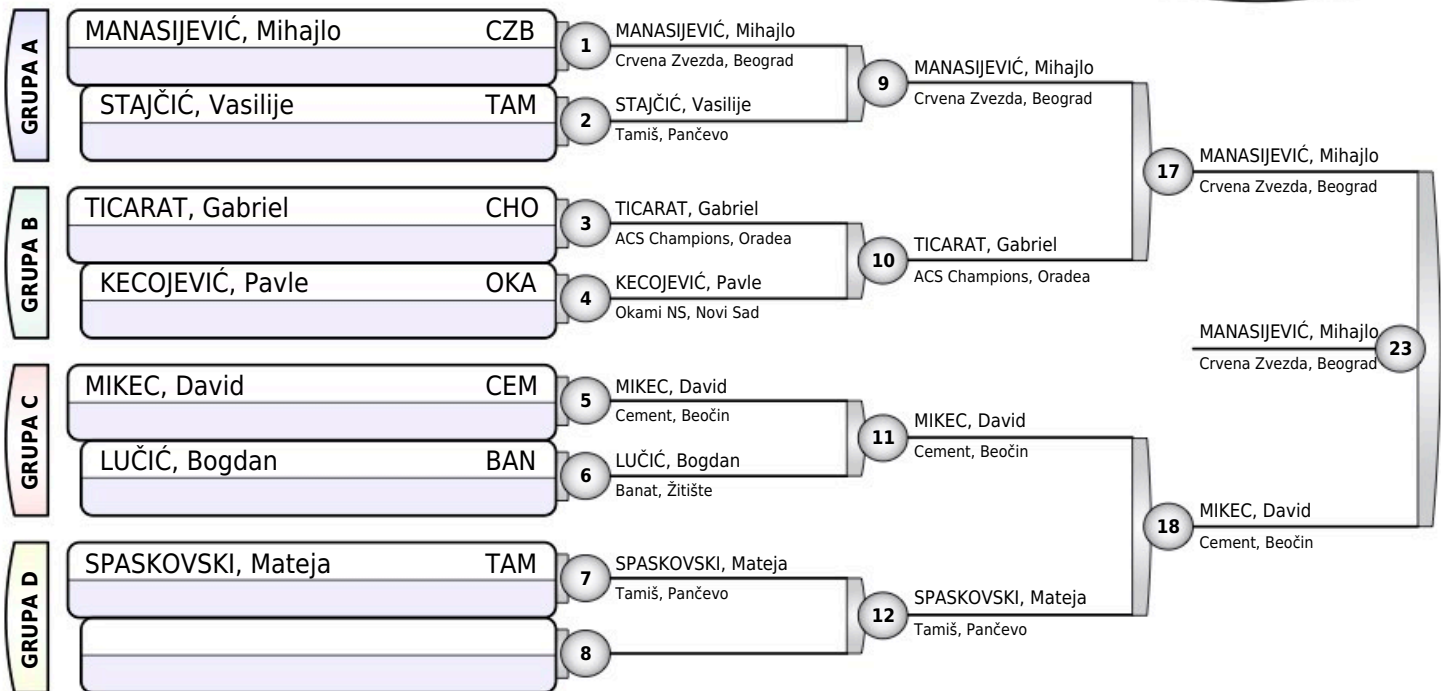 GRUPA A
MANASIJEVIĆ, Mihajlo CZB
STAJČIĆ, Vasilije TAM
GRUPA B
TICARAT, Gabriel CHO
KECOJEVIĆ, Pavle OKA
GRUPA C
MIKEC, David CEM
LUČIĆ, Bogdan BAN
GRUPA D
SPASKOVSKI, Mateja TAM
1
MANASIJEVIĆ, Mihajlo
Crvena Zvezda, Beograd
2
STAJČIĆ, Vasilije
Tamiš, Pančevo
3
TICARAT, Gabriel
ACS Champions, Oradea
4
KECOJEVIĆ, Pavle
Okami NS, Novi Sad
5
MIKEC, David
Cement, Beočin
6
LUČIĆ, Bogdan
Banat, Žitište
7
SPASKOVSKI, Mateja
Tamiš, Pančevo
8
9
MANASIJEVIĆ, Mihajlo
Crvena Zvezda, Beograd
10
TICARAT, Gabriel
ACS Champions, Oradea
11
MIKEC, David
Cement, Beočin
12
SPASKOVSKI, Mateja
Tamiš, Pančevo
17
MANASIJEVIĆ, Mihajlo
Crvena Zvezda, Beograd
18
MIKEC, David
Cement, Beočin
MANASIJEVIĆ, Mihajlo
Crvena Zvezda, Beograd
23